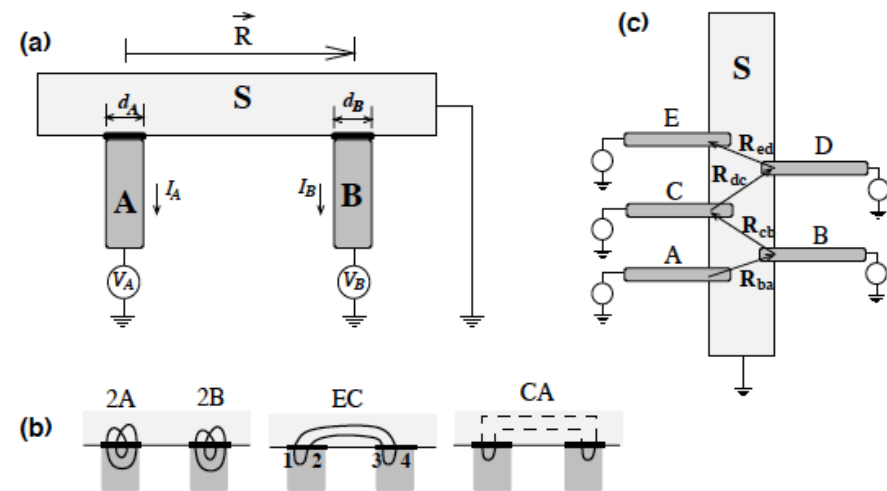 (a)
R
S
d_A
d_B
I_A
I_B
A
B
V_A
V_B
(b)
2A
2B
EC
1 2 3 4
CA
(c)
S
E
R_ed
D
R_dc
C
R_cb
B
A
R_ba